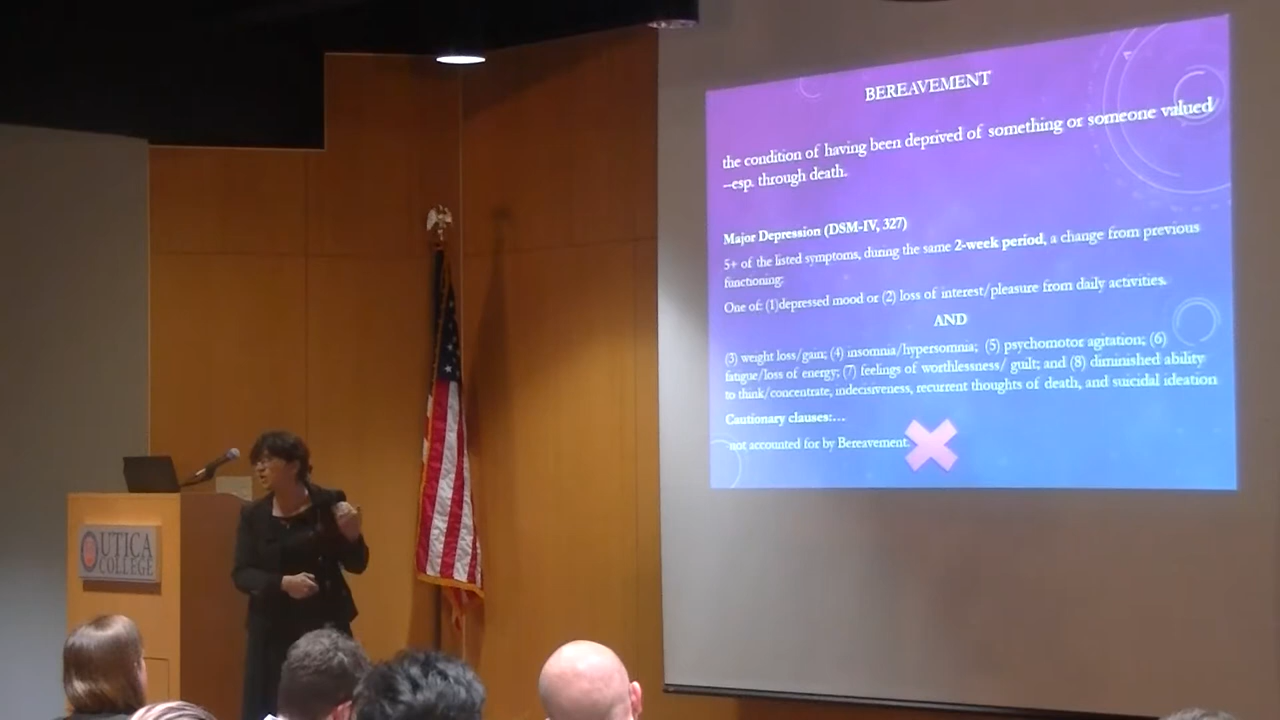 BEREAVEMENT
the condition of having been deprived of something or someone valued
--esp. through death.
Major Depression (DSM-IV, 327)
5+ of the listed symptoms, during the same 2-week period, a change from previous
functioning:
One of: (1)depressed mood or (2) loss of interest/pleasure from daily activities.
AND
(3) weight loss/gain; (4) insomnia/hypersomnia; (5) psychomotor agitation; (6)
fatigue/loss of energy; (7) feelings of worthlessness/ guilt; and (8) diminished ability
to think/concentrate, indecisiveness, recurrent thoughts of death, and suicidal ideation
Cautionary clauses:...
-not accounted for by Bereavement.
UTICA
COLLEGE